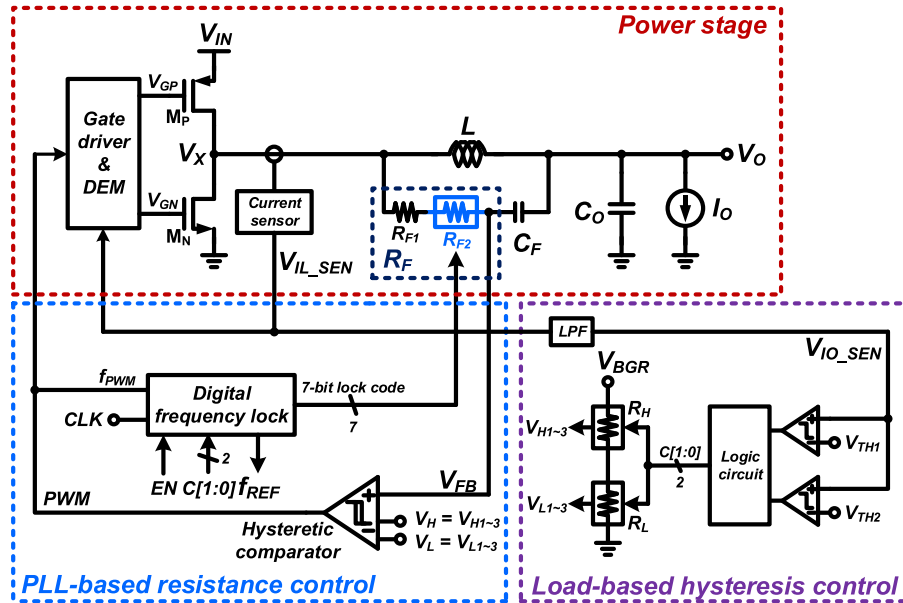 Power stage
V_IN
V_GP
M_P
Gate
driver
&
DEM
V_X
L
V_O
V_GN
M_N
Current
sensor
V_IL_SEN
R_F1
R_F2
C_F
R_F
C_O
I_O
LPF
V_IO_SEN
V_BGR
f_PWM
Digital
frequency lock
7-bit lock code
7
CLK
EN C[1:0] f_REF
2
R_H
V_H1~3
C[1:0]
2
Logic
circuit
V_TH1
V_L1~3
R_L
V_TH2
PWM
V_FB
V_H = V_H1~3
V_L = V_L1~3
Hysteretic
comparator
PLL-based resistance control
Load-based hysteresis control